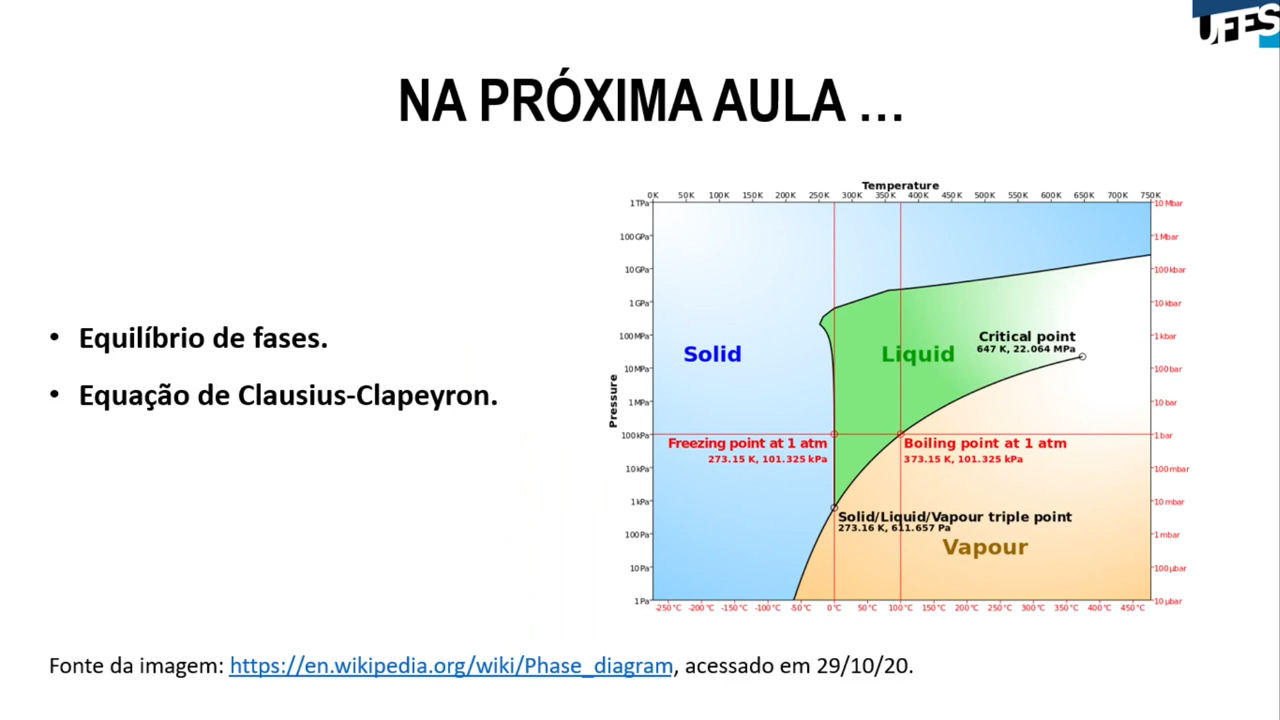 UFES
NA PRÓXIMA AULA ...
• Equilíbrio de fases.
• Equação de Clausius-Clapeyron.
Temperature
0K 50K 100K 150K 200K 250K 300K 350K 400K 450K 500K 550K 600K 650K 700K 750K
1 TPa 10 Mbar
100 GPa 1 Mbar
10 GPa 100 kbar
1 GPa 10 kbar
100 MPa 1 kbar
10 MPa 100 bar
1 MPa 10 bar
100 kPa 1 bar
10 kPa 100 mbar
1 kPa 10 mbar
100 Pa 1 mbar
10 Pa 100 µbar
1 Pa 10 µbar
Pressure
Solid
Liquid
Critical point
647 K, 22.064 MPa
Freezing point at 1 atm
273.15 K, 101.325 kPa
Boiling point at 1 atm
373.15 K, 101.325 kPa
Solid/Liquid/Vapour triple point
273.16 K, 611.657 Pa
Vapour
-250°C -200°C -150°C -100°C -50°C 0°C 50°C 100°C 150°C 200°C 250°C 300°C 350°C 400°C 450°C
Fonte da imagem: https://en.wikipedia.org/wiki/Phase_diagram, acessado em 29/10/20.